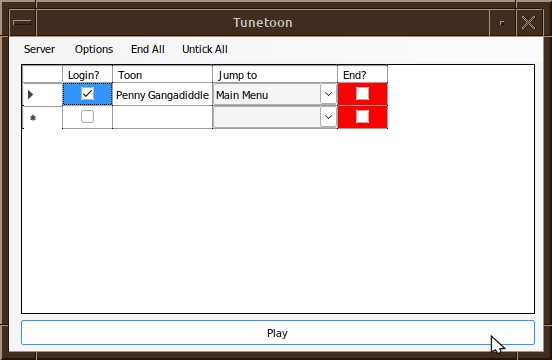 Tunetoon
Server Options End All Untick All
Login? Toon Jump to End?
Penny Gangadiddle Main Menu
Play